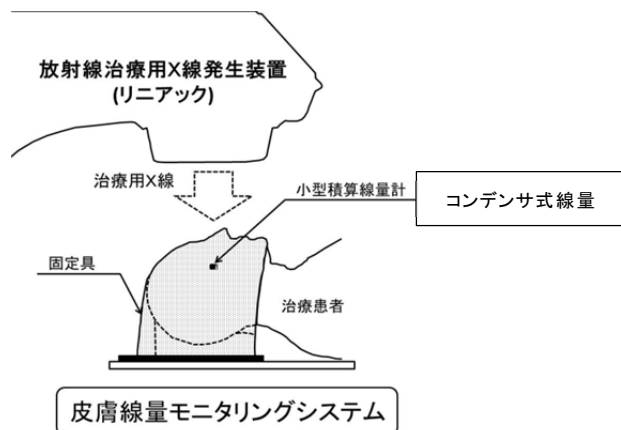 放射線治療用X線発生装置
(リニアック)
治療用X線
小型積算線量計
コンデンサ式線量
固定具
治療患者
皮膚線量モニタリングシステム